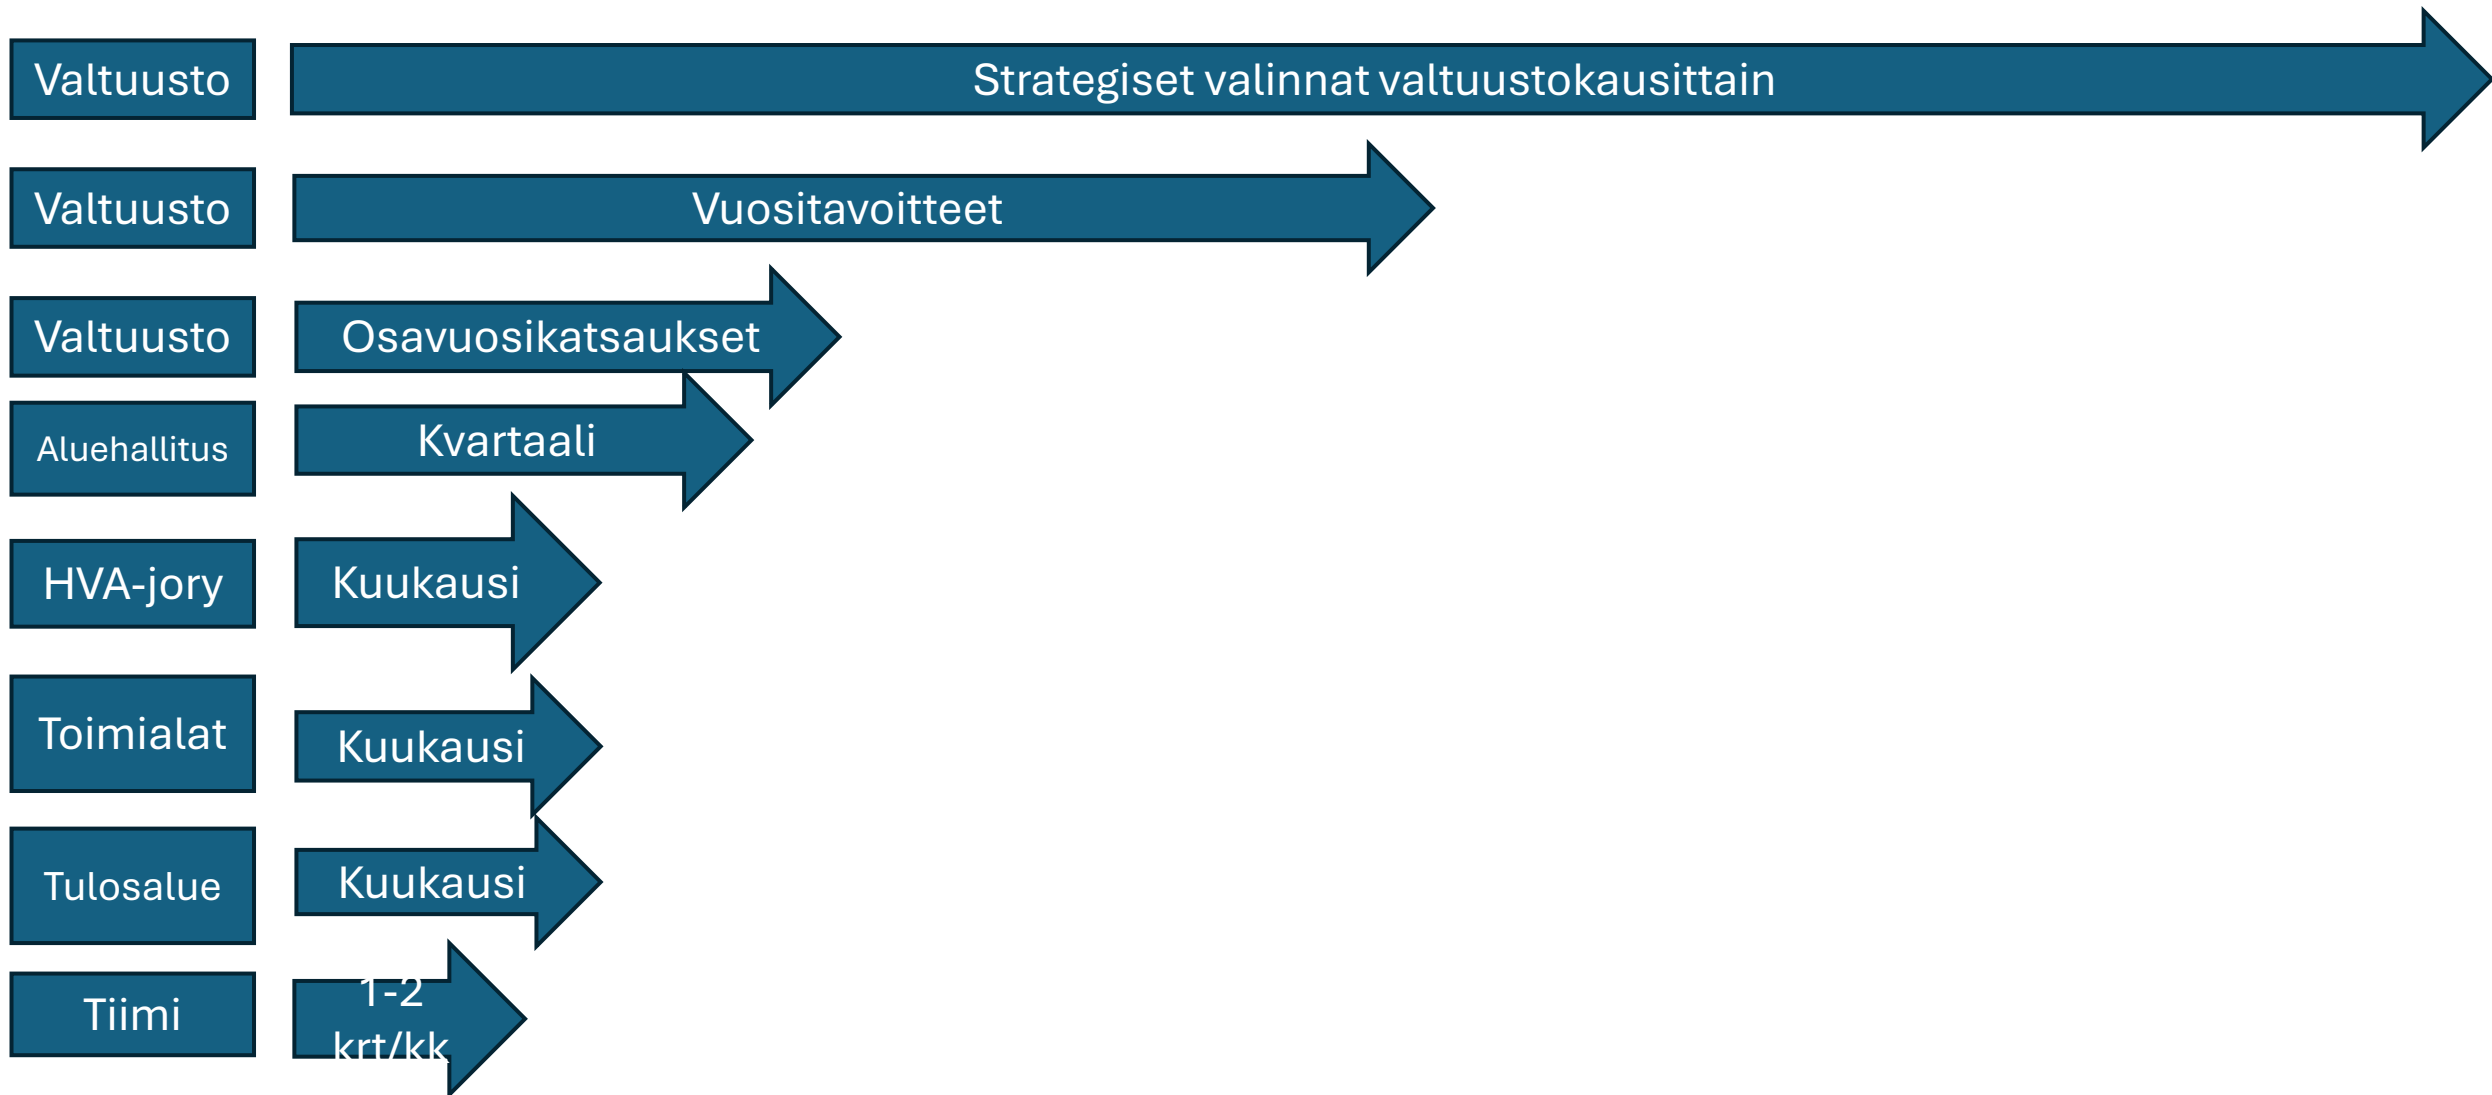 Valtuusto
Strategiset valinnat valtuustokausittain
Valtuusto
Vuositavoitteet
Valtuusto
Osavuosikatsaukset
Aluehallitus
Kvartaali
HVA-jory
Kuukausi
Toimialat
Kuukausi
Tulosalue
Kuukausi
Tiimi
1-2
krt/kk